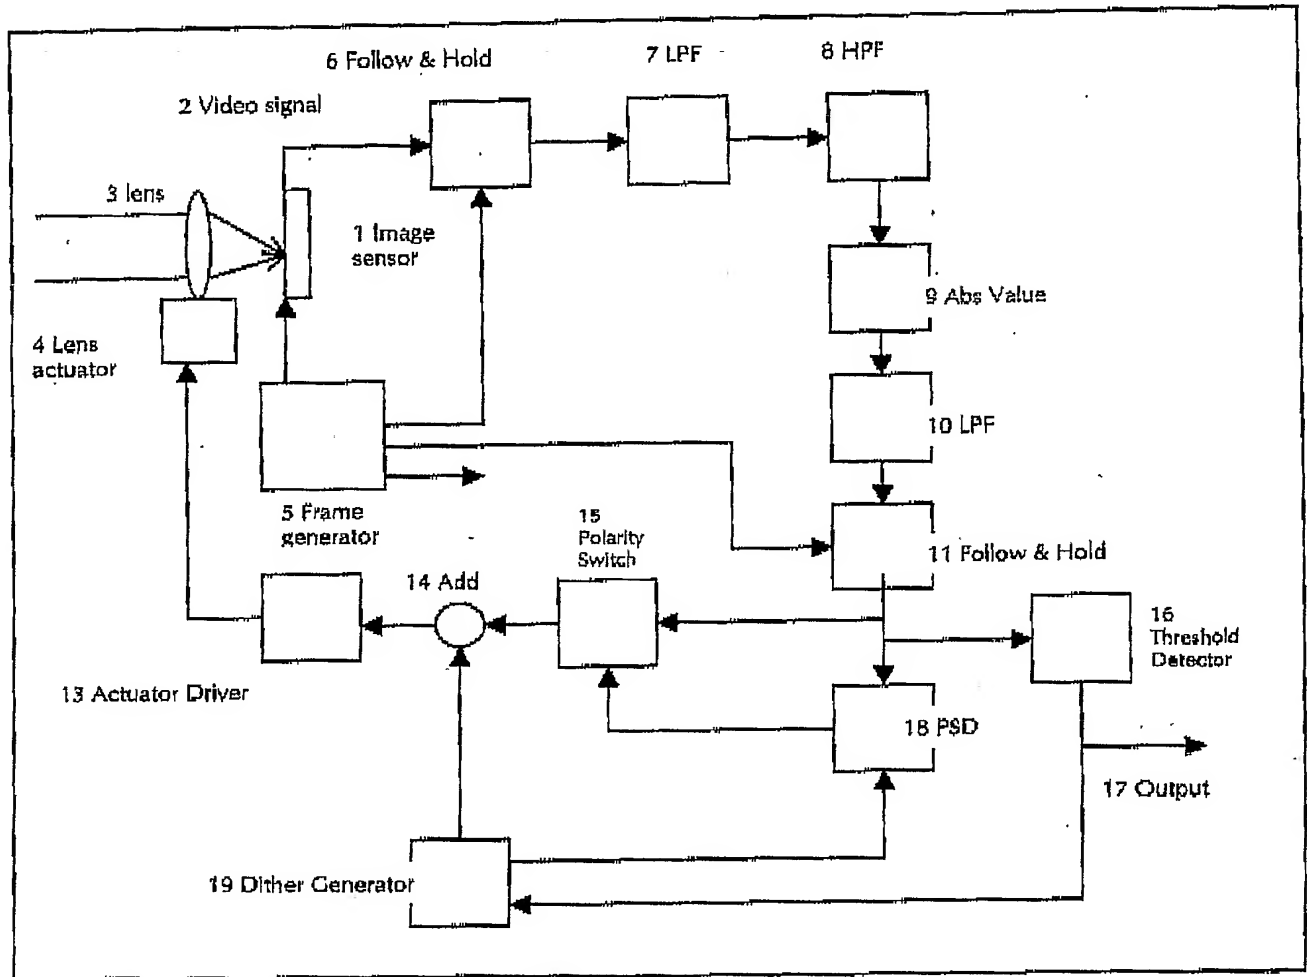 6 Follow & Hold
7 LPF
8 HPF
2 Video signal
3 lens
1 Image
sensor
9 Abs Value
4 Lens
actuator
10 LPF
5 Frame
generator
15
Polarity
Switch
11 Follow & Hold
14 Add
16
Threshold
Detector
13 Actuator Driver
18 PSD
17 Output
19 Dither Generator